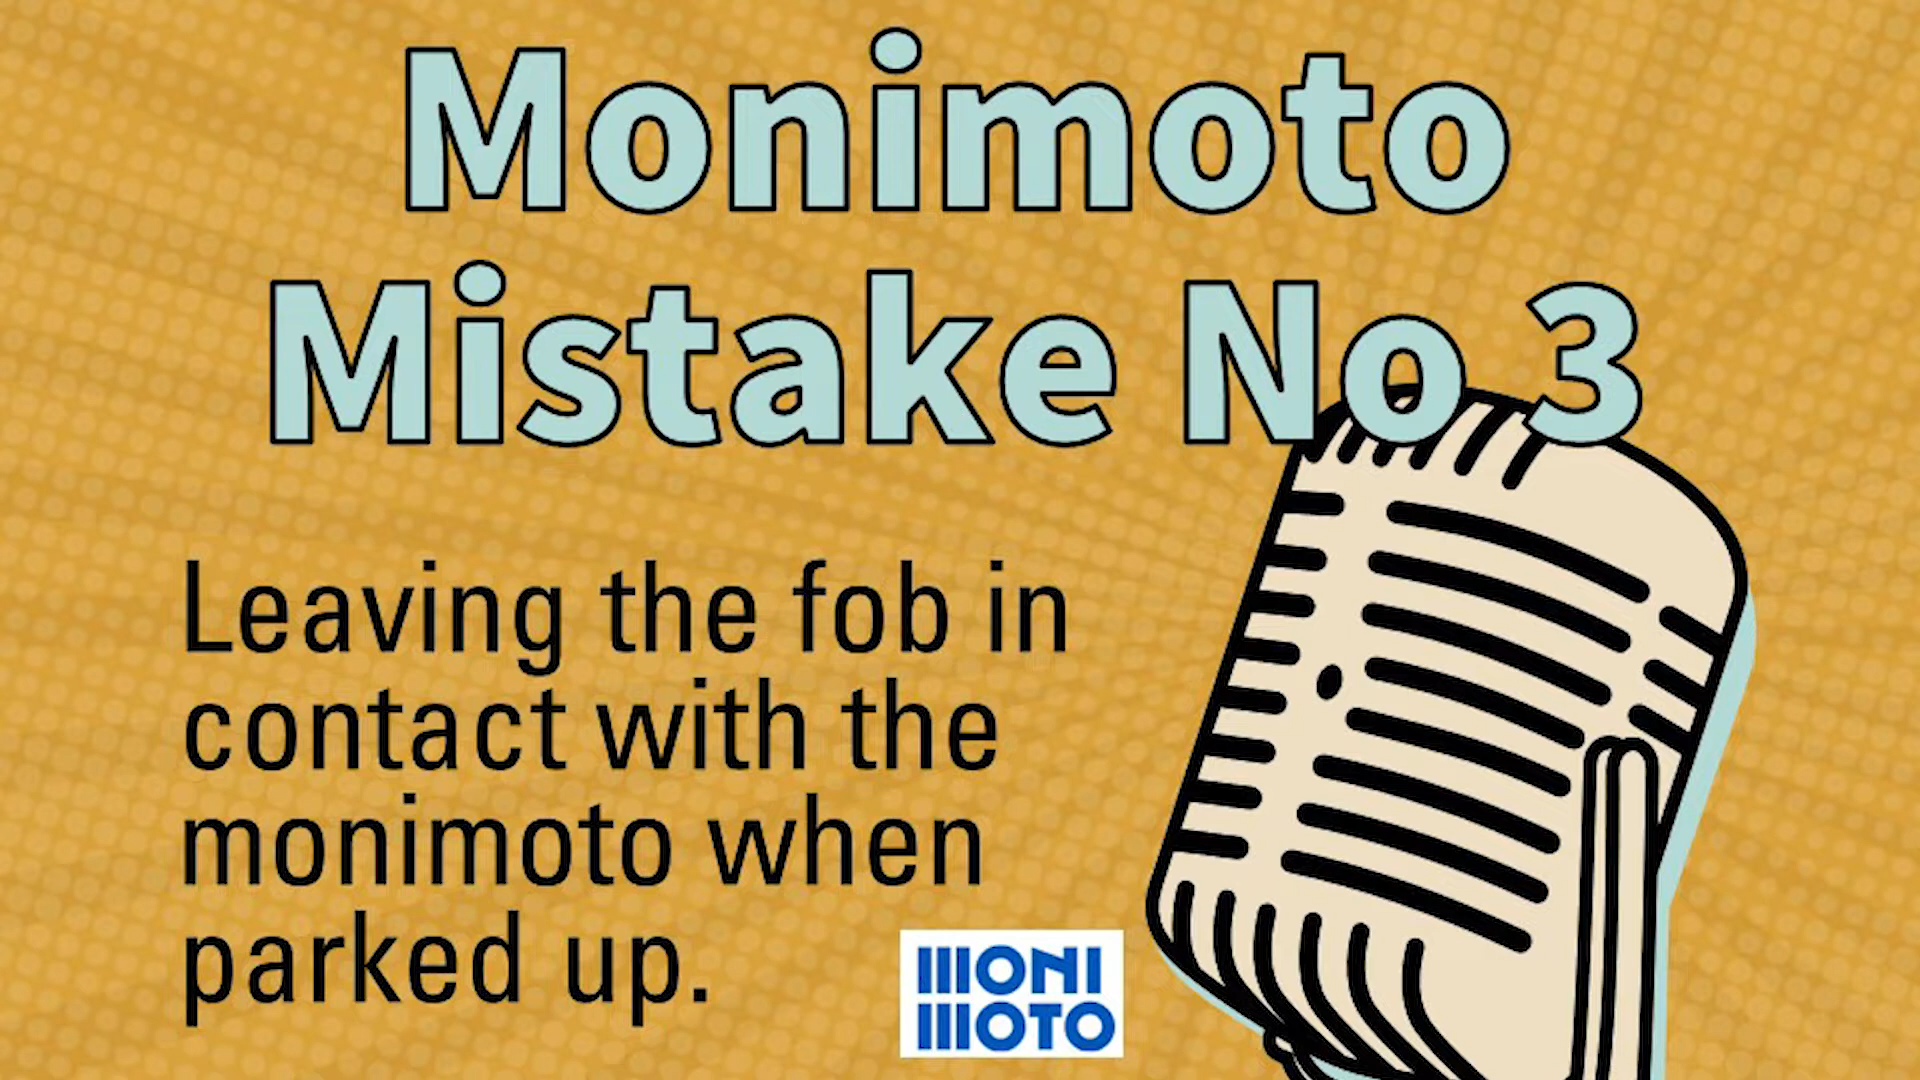 Monimoto
Mistake No 3
Leaving the fob in
contact with the
monimoto when
parked up.
MONI
MOTO